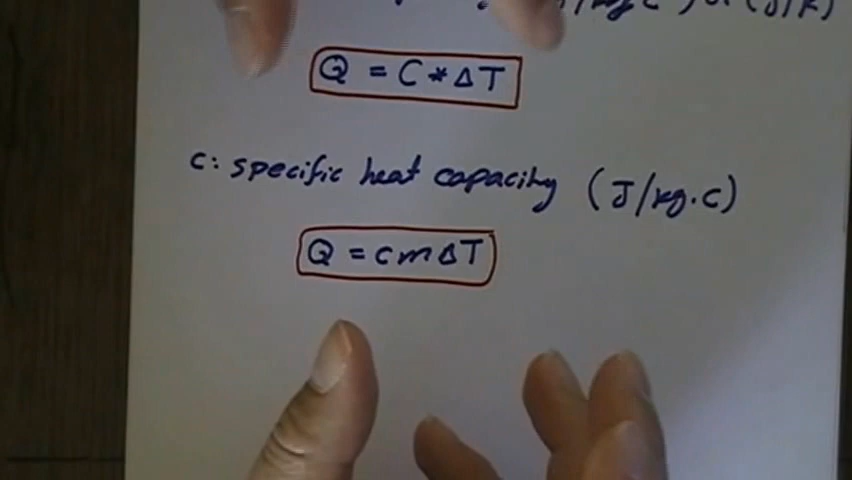 Q = C * ΔT
c: specific heat capacity (J/kg.c)
Q = cmΔT